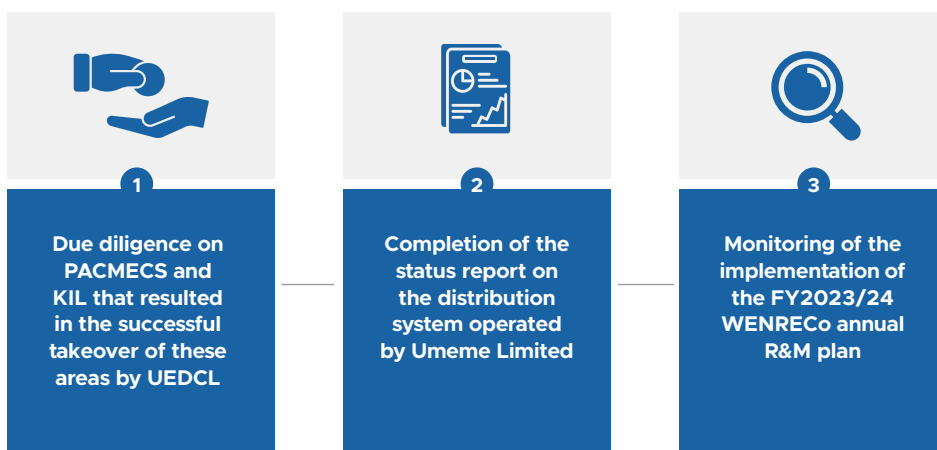 1
Due diligence on
PACMECS and
KIL that resulted
in the successful
takeover of these
areas by UEDCL
2
Completion of the
status report on
the distribution
system operated
by Umeme Limited
3
Monitoring of the
implementation of
the FY2023/24
WENRECo annual
R&M plan